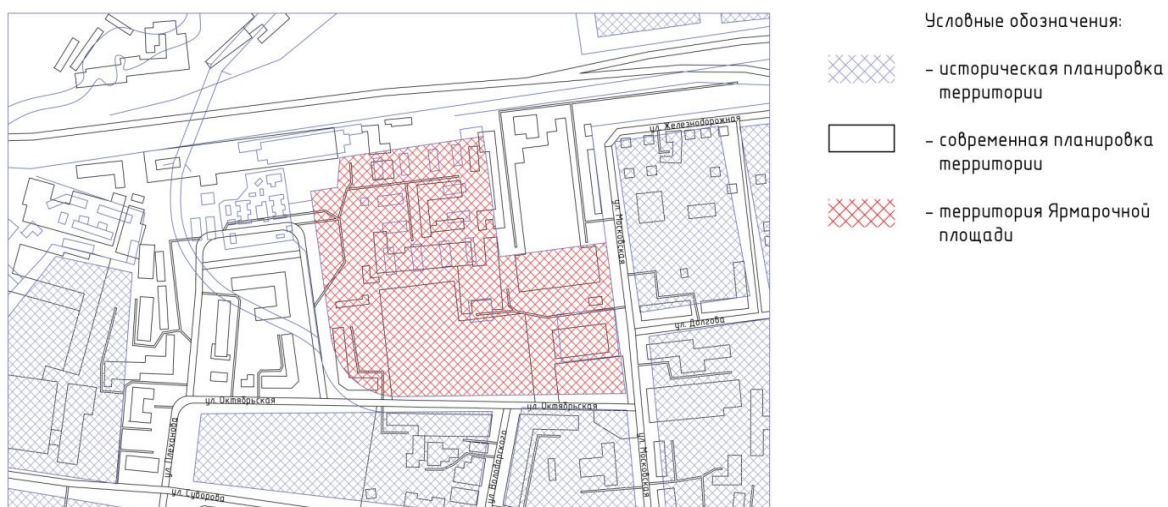 Условные обозначения:
– историческая планировка
территории
– современная планировка
территории
– территория Ярмарочной
площади
ул. Железнодорожная
ул. Московская
ул. Долгова
ул. Октябрьская
ул. Октябрьская
ул. Плеханова
ул. Володарского
ул. Московская
ул. Суворова